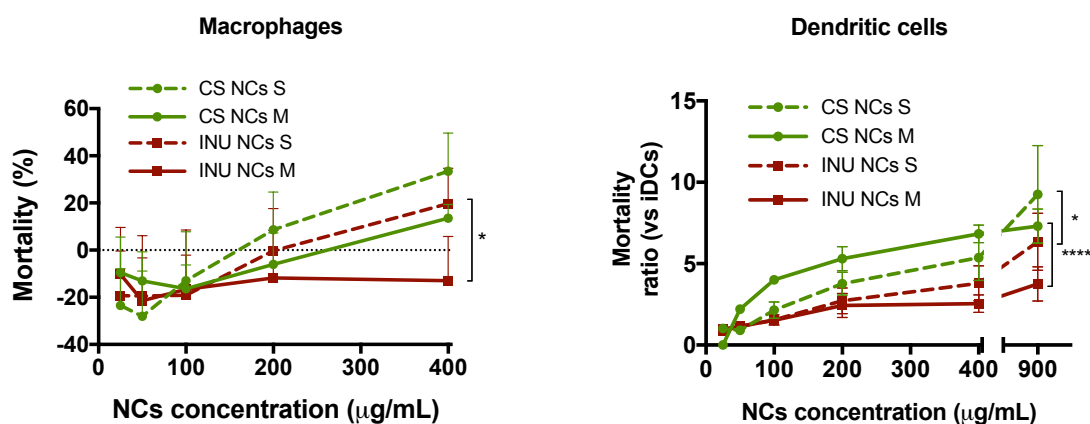 Macrophages
CS NCs S
CS NCs M
INU NCs S
INU NCs M
Mortality (%)
60
40
20
0
-20
-40
0
100
200
300
400
*
NCs concentration (μg/mL)
Dendritic cells
CS NCs S
CS NCs M
INU NCs S
INU NCs M
Mortality
ratio (vs iDCs)
15
10
5
0
0
100
200
300
400
900
*
****
NCs concentration (μg/mL)